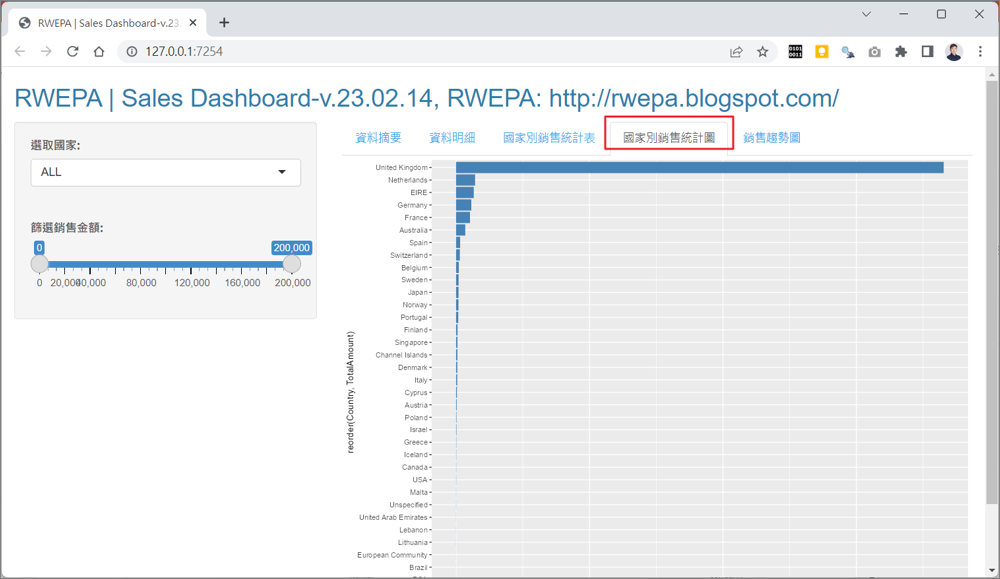 RWEPA | Sales Dashboard-v.23
127.0.0.1:7254
0101
0011
RWEPA | Sales Dashboard-v.23.02.14, RWEPA: http://rwepa.blogspot.com/
選取國家:
ALL
篩選銷售金額:
0 200,000
0 20,000 40,000 80,000 120,000 160,000 200,000
資料摘要 資料明細 國家別銷售統計表 國家別銷售統計圖 銷售趨勢圖
reorder(Country, TotalAmount)
United Kingdom
Netherlands
EIRE
Germany
France
Australia
Spain
Switzerland
Belgium
Sweden
Japan
Norway
Portugal
Finland
Singapore
Channel Islands
Denmark
Italy
Cyprus
Austria
Poland
Israel
Greece
Iceland
Canada
USA
Malta
Unspecified
United Arab Emirates
Lebanon
Lithuania
European Community
Brazil